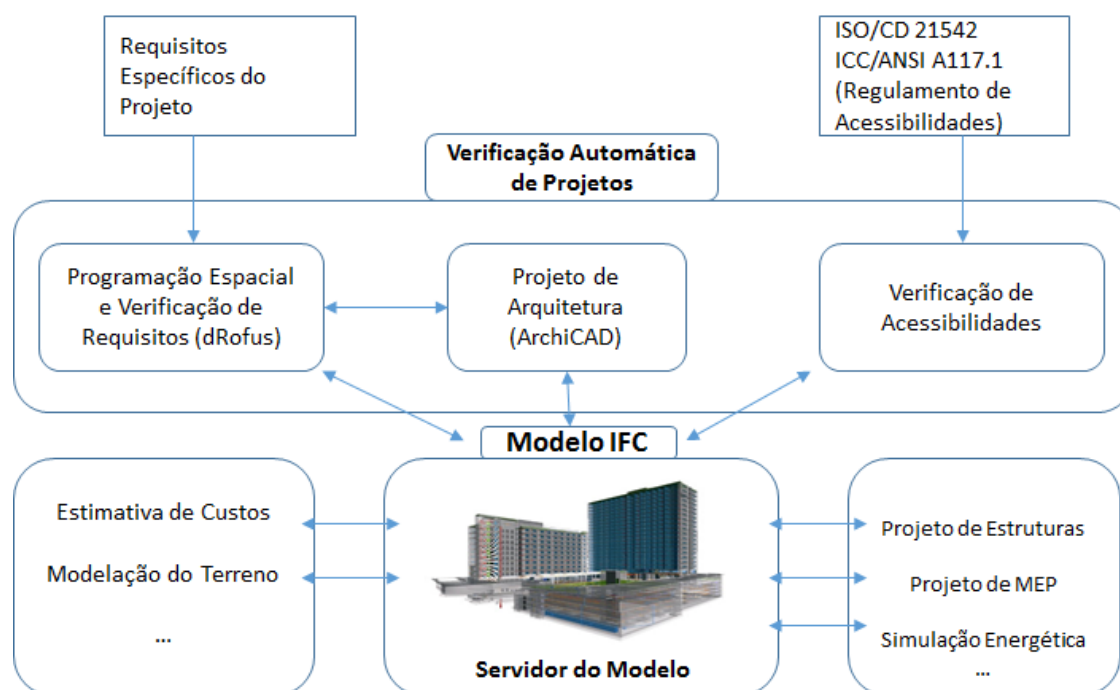 Requisitos
Específicos do
Projeto
ISO/CD 21542
ICC/ANSI A117.1
(Regulamento de
Acessibilidades)
Verificação Automática
de Projetos
Programação Espacial
e Verificação de
Requisitos (dRofus)
Projeto de
Arquitetura
(ArchiCAD)
Verificação de
Acessibilidades
Modelo IFC
Estimativa de Custos
Modelação do Terreno
...
Servidor do Modelo
Projeto de Estruturas
Projeto de MEP
Simulação Energética
...